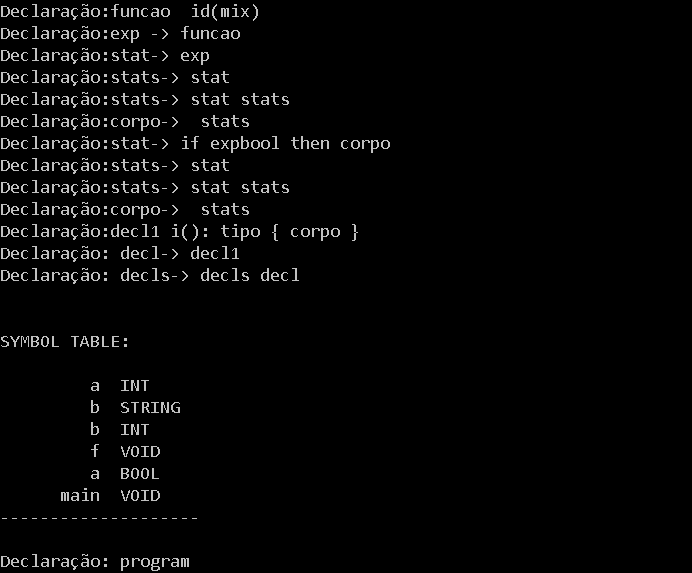 Declaração:funcao  id(mix)
Declaração:exp -> funcao
Declaração:stat-> exp
Declaração:stats-> stat
Declaração:stats-> stat stats
Declaração:corpo->  stats
Declaração:stat-> if expbool then corpo
Declaração:stats-> stat
Declaração:stats-> stat stats
Declaração:corpo->  stats
Declaração:decl1 i(): tipo { corpo }
Declaração: decl-> decl1
Declaração: decls-> decls decl
SYMBOL TABLE:
a  INT
b  STRING
b  INT
f  VOID
a  BOOL
main  VOID
--------------------
Declaração: program